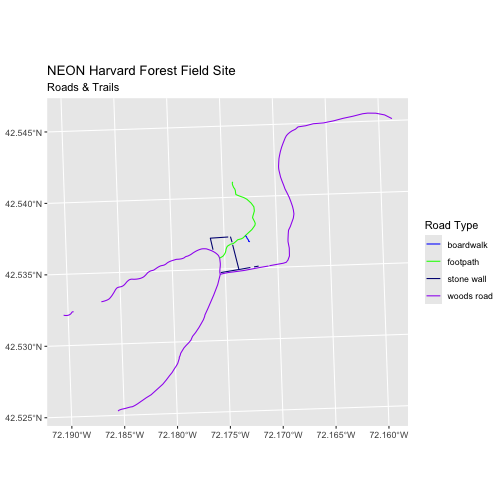 NEON Harvard Forest Field Site
Roads & Trails
42.545°N
42.540°N
42.535°N
42.530°N
42.525°N
72.190°W
72.185°W
72.180°W
72.175°W
72.170°W
72.165°W
72.160°W
Road Type
boardwalk
footpath
stone wall
woods road